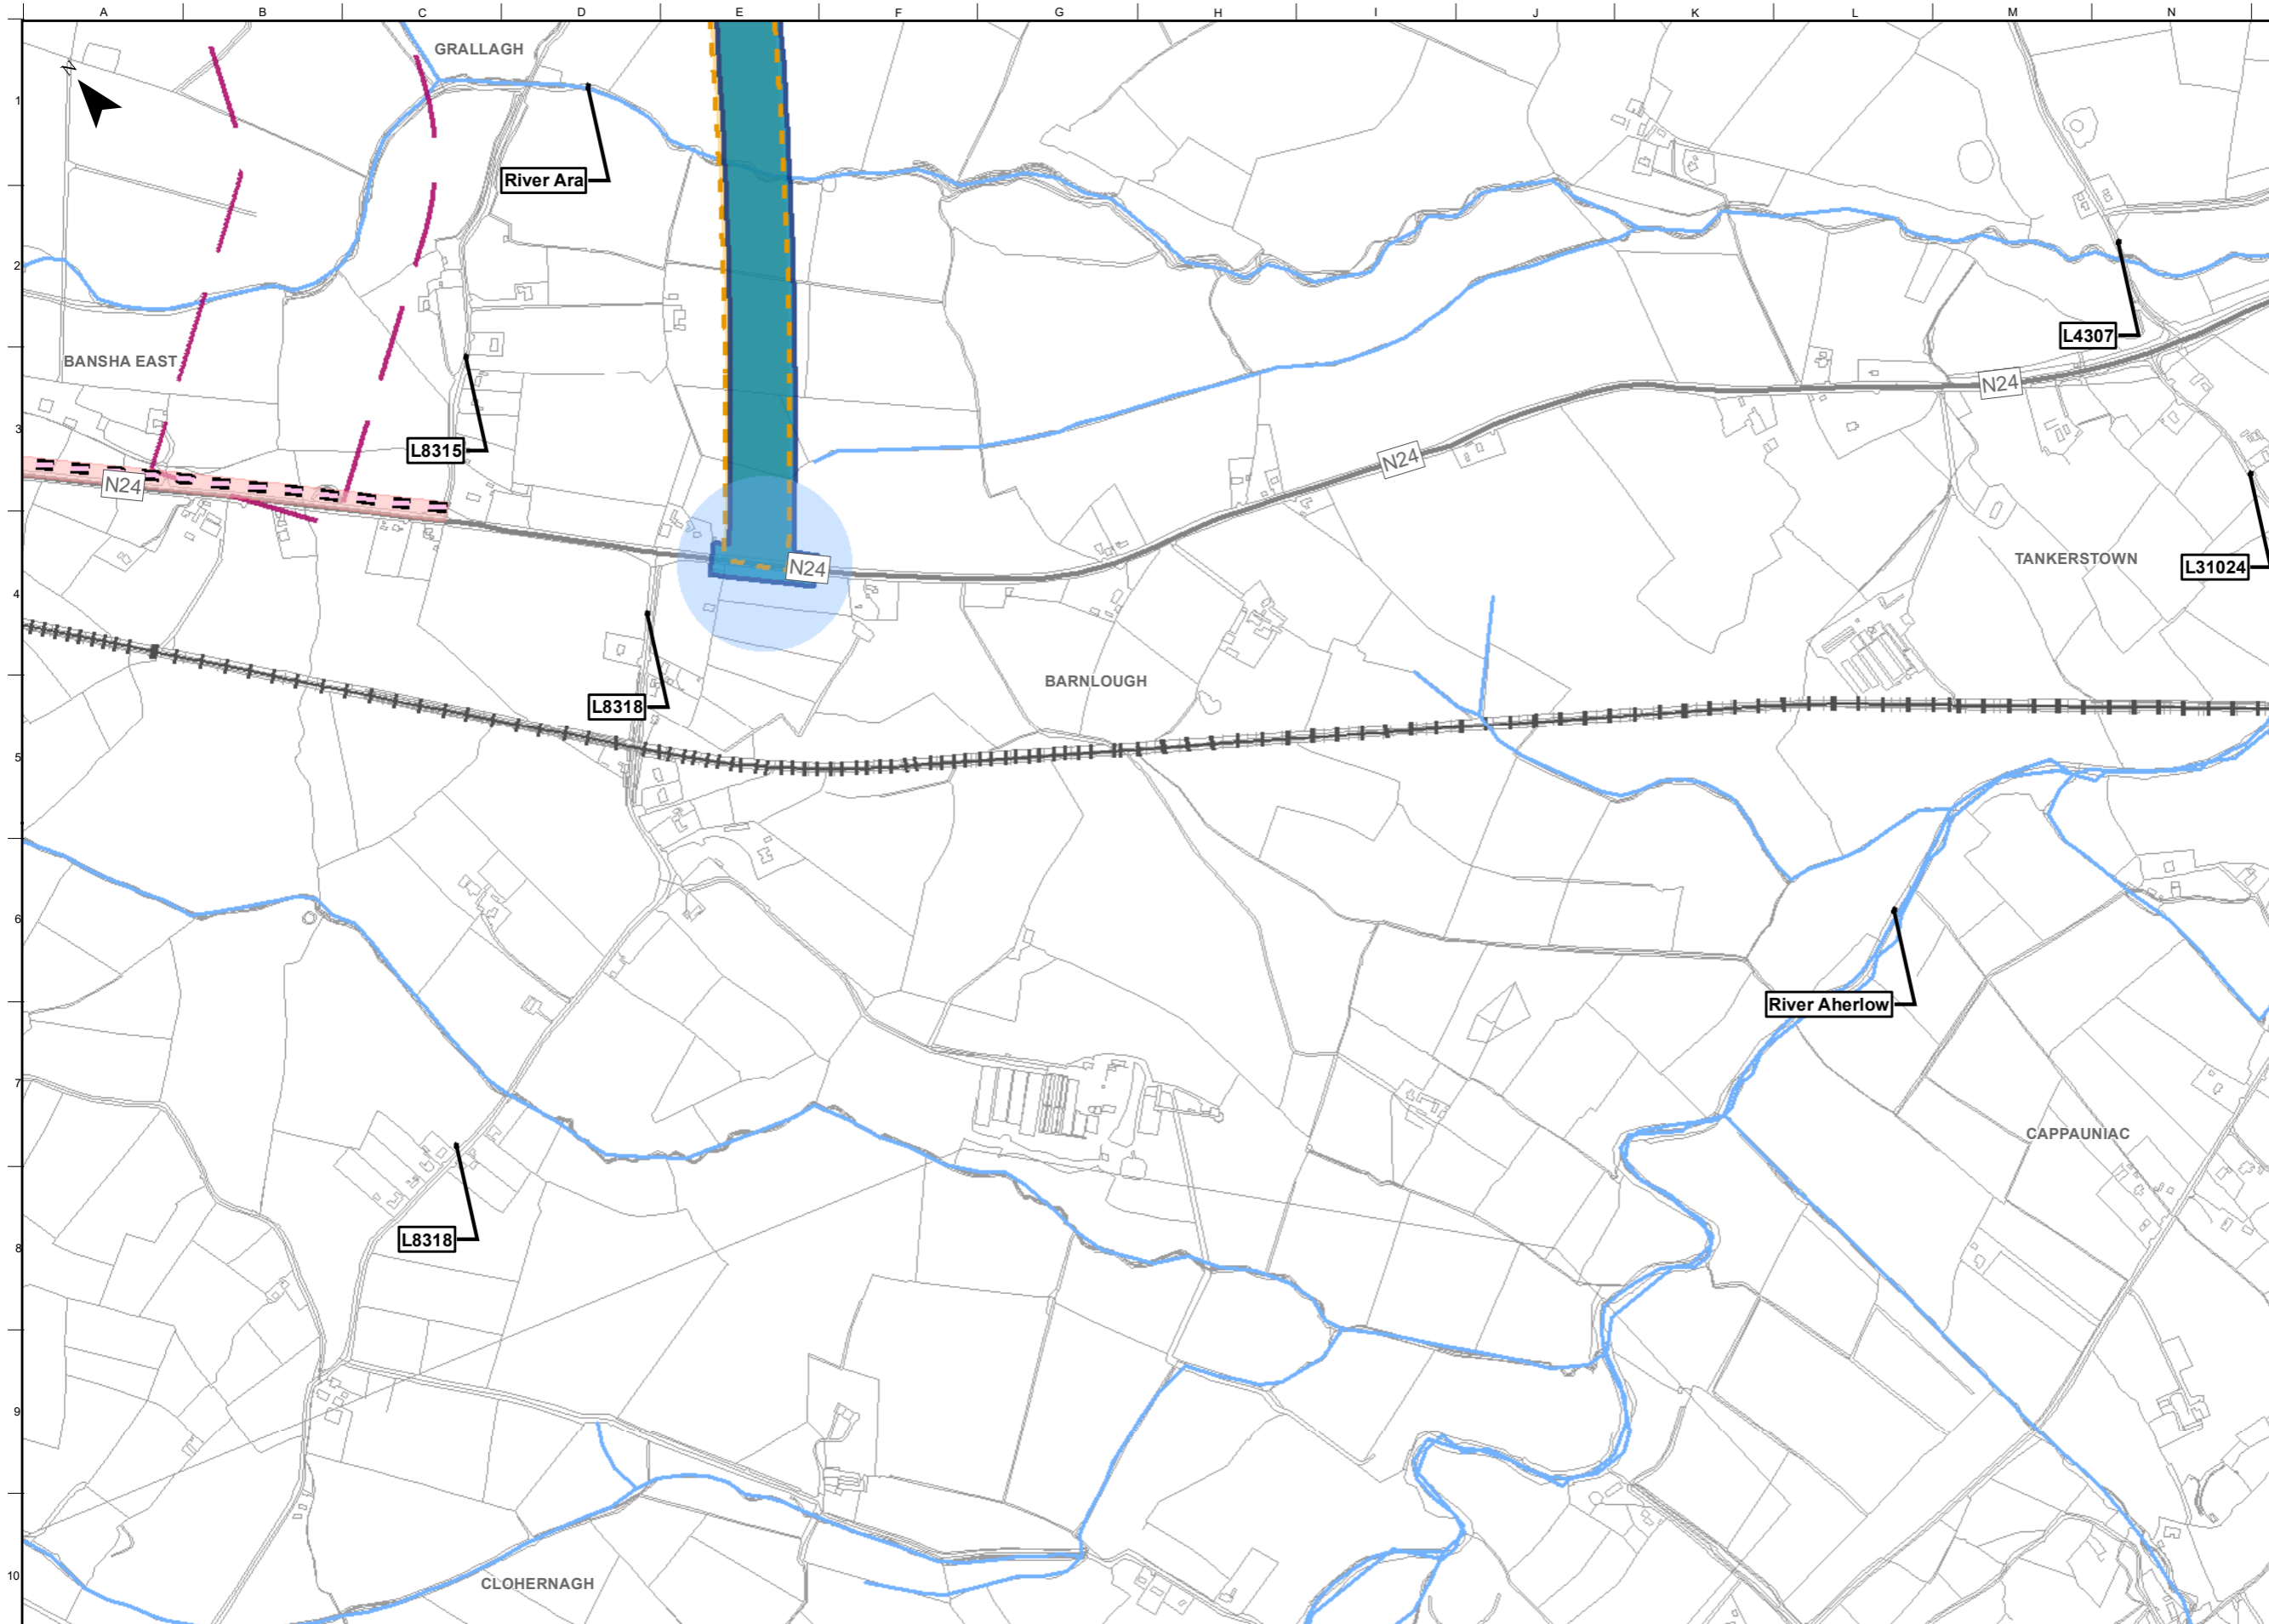 A B C D E F G H I J K L M N
GRALLAGH
N
1
River Ara
2
L4307
BANSHA EAST
N24
3
L8315
N24
N24
TANKERSTOWN
N24
L31024
4
BARNLOUGH
L8318
5
6
River Aherlow
7
CAPPAUNIAC
L8318
8
9
10
CLOHERNAGH